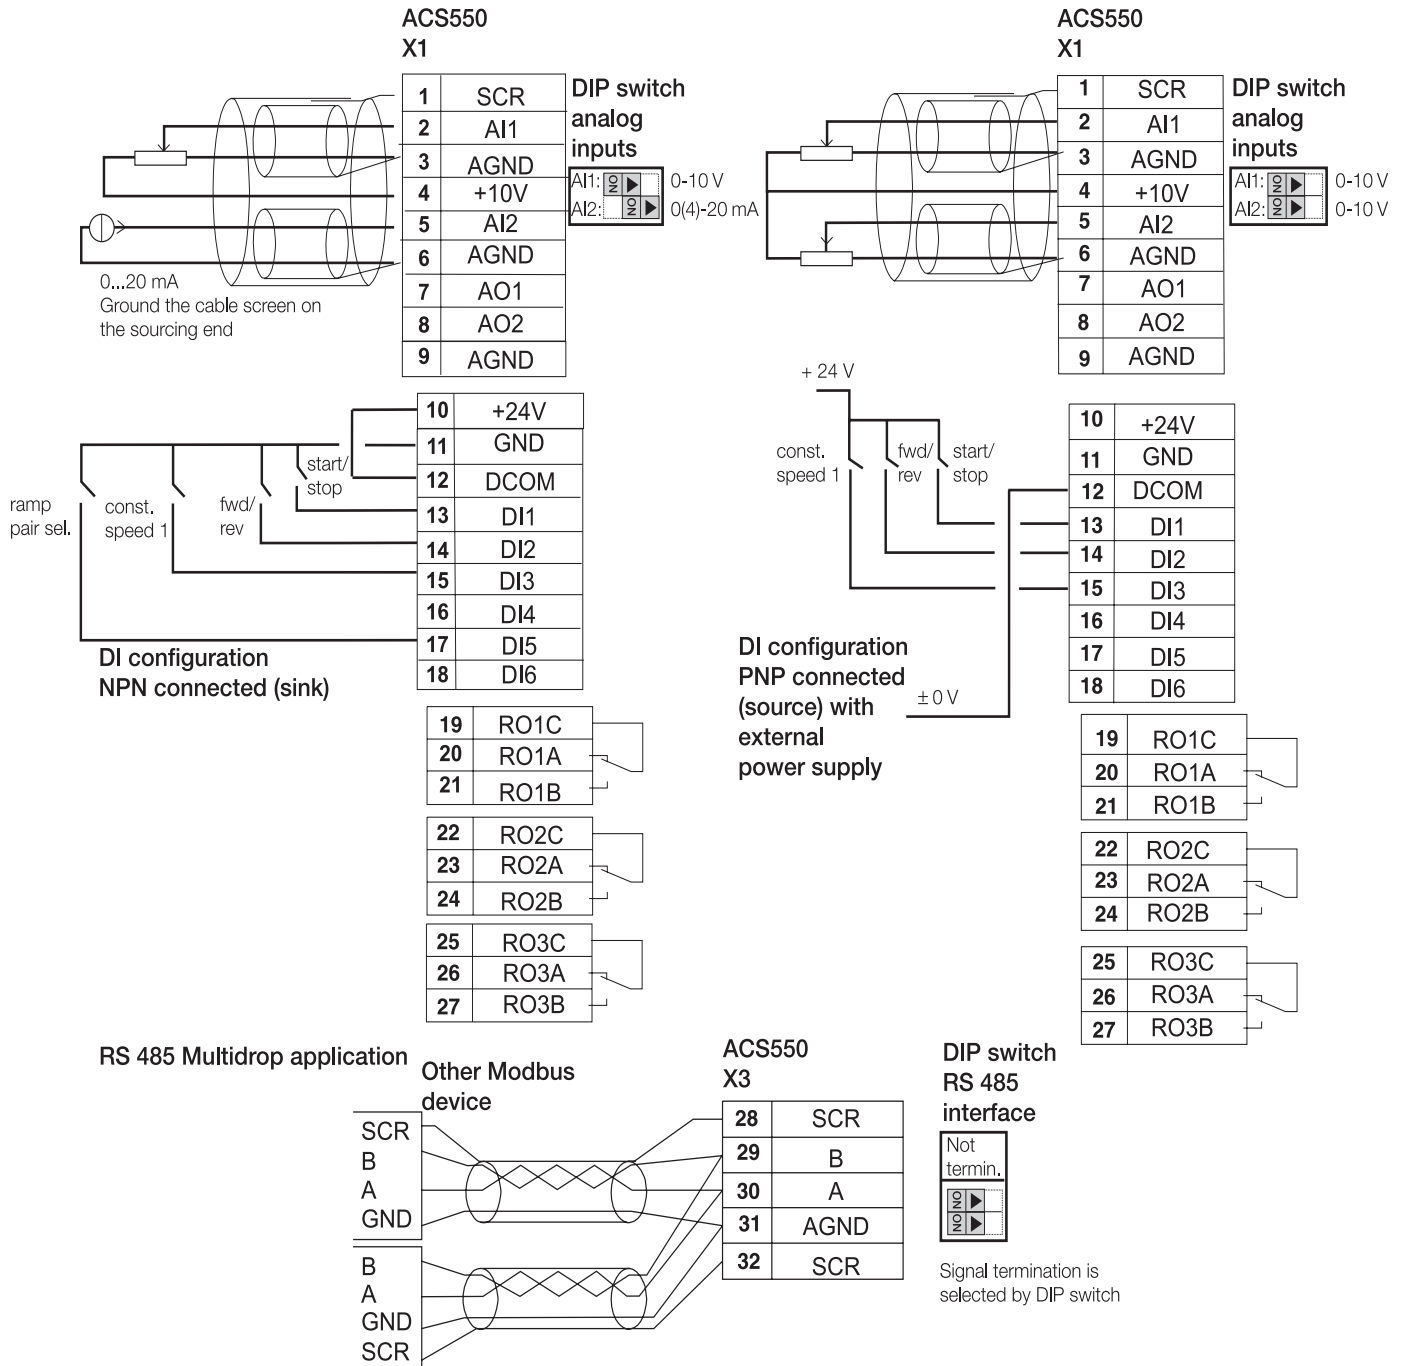 ACS550
X1
1 SCR
2 AI1
3 AGND
4 +10V
5 AI2
6 AGND
7 AO1
8 AO2
9 AGND
DIP switch
analog
inputs
AI1: ON 0-10 V
AI2: ON 0(4)-20 mA
0...20 mA
Ground the cable screen on
the sourcing end
10 +24V
11 GND
12 DCOM
13 DI1
14 DI2
15 DI3
16 DI4
17 DI5
18 DI6
ramp
pair sel.
const.
speed 1
fwd/
rev
start/
stop
DI configuration
NPN connected (sink)
19 RO1C
20 RO1A
21 RO1B
22 RO2C
23 RO2A
24 RO2B
25 RO3C
26 RO3A
27 RO3B
ACS550
X1
1 SCR
2 AI1
3 AGND
4 +10V
5 AI2
6 AGND
7 AO1
8 AO2
9 AGND
DIP switch
analog
inputs
AI1: ON 0-10 V
AI2: ON 0-10 V
+ 24 V
const.
speed 1
fwd/
rev
start/
stop
10 +24V
11 GND
12 DCOM
13 DI1
14 DI2
15 DI3
16 DI4
17 DI5
18 DI6
DI configuration
PNP connected
(source) with
external
power supply
± 0 V
19 RO1C
20 RO1A
21 RO1B
22 RO2C
23 RO2A
24 RO2B
25 RO3C
26 RO3A
27 RO3B
RS 485 Multidrop application
Other Modbus
device
SCR
B
A
GND
B
A
GND
SCR
ACS550
X3
28 SCR
29 B
30 A
31 AGND
32 SCR
DIP switch
RS 485
interface
Not
termin.
ON
ON
Signal termination is
selected by DIP switch